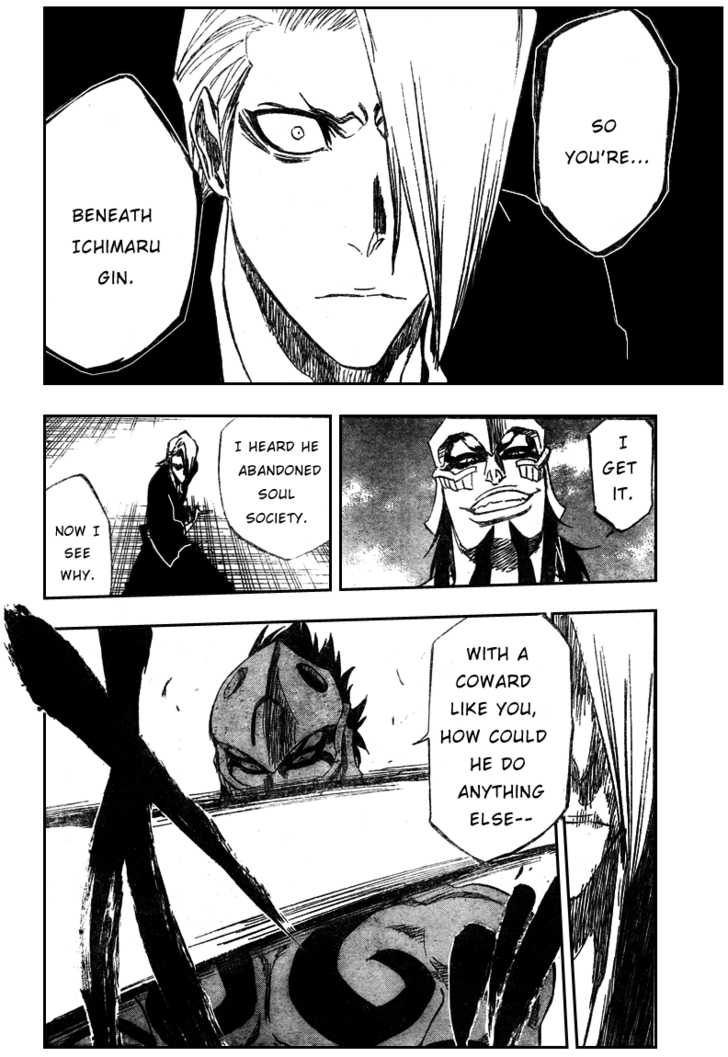 SO
YOU'RE...
BENEATH
ICHIMARU
GIN.
I
GET
IT.
I HEARD HE
ABANDONED
SOUL
SOCIETY.
NOW I
SEE
WHY.
WITH A
COWARD
LIKE YOU,
HOW COULD
HE DO
ANYTHING
ELSE--